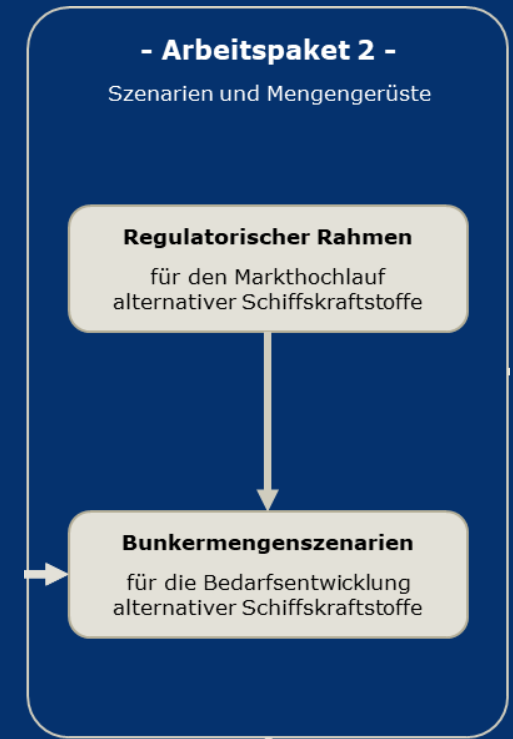 - Arbeitspaket 2 -
Szenarien und Mengengerüste
Regulatorischer Rahmen
für den Markthochlauf
alternativer Schiffskraftstoffe
Bunkermengenszenarien
für die Bedarfsentwicklung
alternativer Schiffskraftstoffe